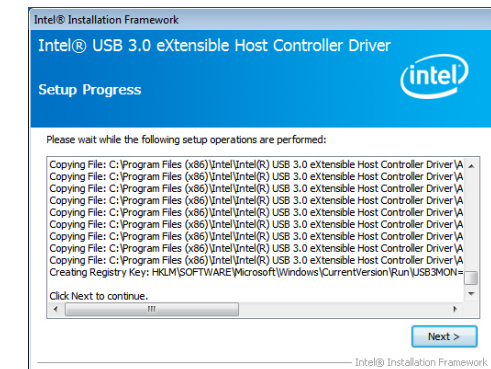 Intel® Installation Framework
Intel® USB 3.0 eXtensible Host Controller Driver
intel
Setup Progress
Please wait while the following setup operations are performed:
Copying File: C:\Program Files (x86)\Intel\Intel(R) USB 3.0 eXtensible Host Controller Driver\A
Copying File: C:\Program Files (x86)\Intel\Intel(R) USB 3.0 eXtensible Host Controller Driver\A
Copying File: C:\Program Files (x86)\Intel\Intel(R) USB 3.0 eXtensible Host Controller Driver\A
Copying File: C:\Program Files (x86)\Intel\Intel(R) USB 3.0 eXtensible Host Controller Driver\A
Copying File: C:\Program Files (x86)\Intel\Intel(R) USB 3.0 eXtensible Host Controller Driver\A
Copying File: C:\Program Files (x86)\Intel\Intel(R) USB 3.0 eXtensible Host Controller Driver\A
Copying File: C:\Program Files (x86)\Intel\Intel(R) USB 3.0 eXtensible Host Controller Driver\A
Copying File: C:\Program Files (x86)\Intel\Intel(R) USB 3.0 eXtensible Host Controller Driver\A
Copying File: C:\Program Files (x86)\Intel\Intel(R) USB 3.0 eXtensible Host Controller Driver\A
Creating Registry Key: HKLM\SOFTWARE\Microsoft\Windows\CurrentVersion\Run\USB3MON=
Click Next to continue.
Next >
Intel® Installation Framework